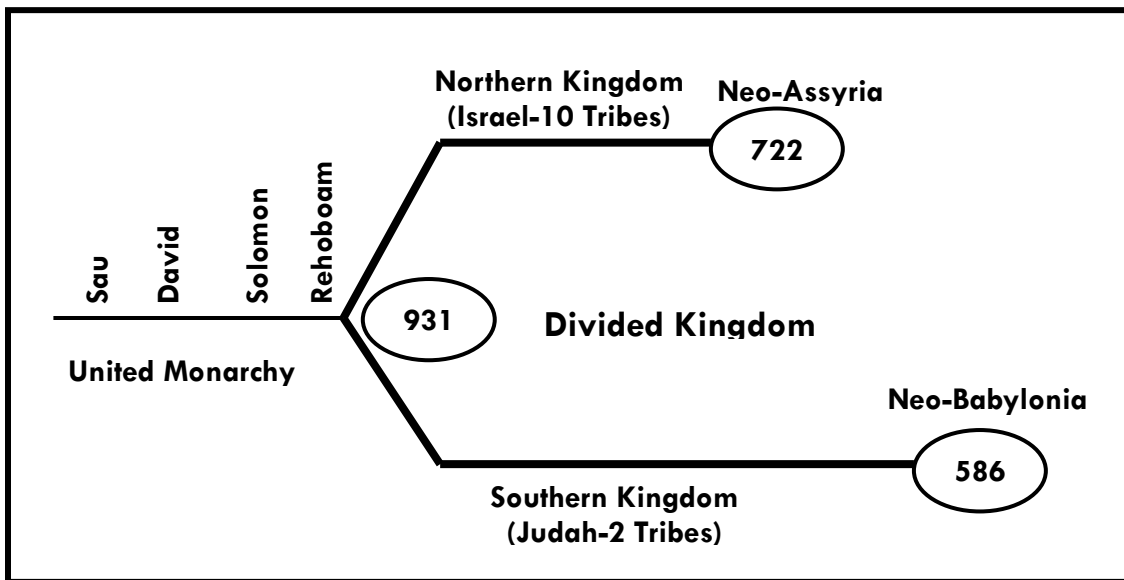 Northern Kingdom
(Israel-10 Tribes)
Neo-Assyria
722
Sau
David
Solomon
Rehoboam
931
Divided Kingdom
United Monarchy
Neo-Babylonia
586
Southern Kingdom
(Judah-2 Tribes)